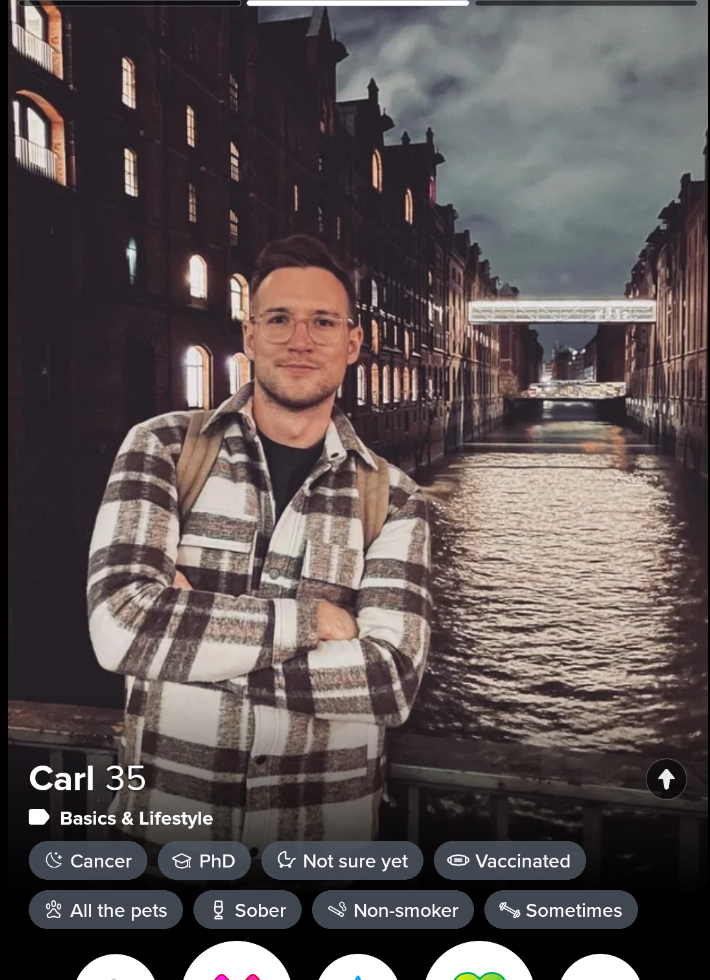 Carl 35
Basics & Lifestyle
Cancer PhD Not sure yet Vaccinated
All the pets Sober Non-smoker Sometimes